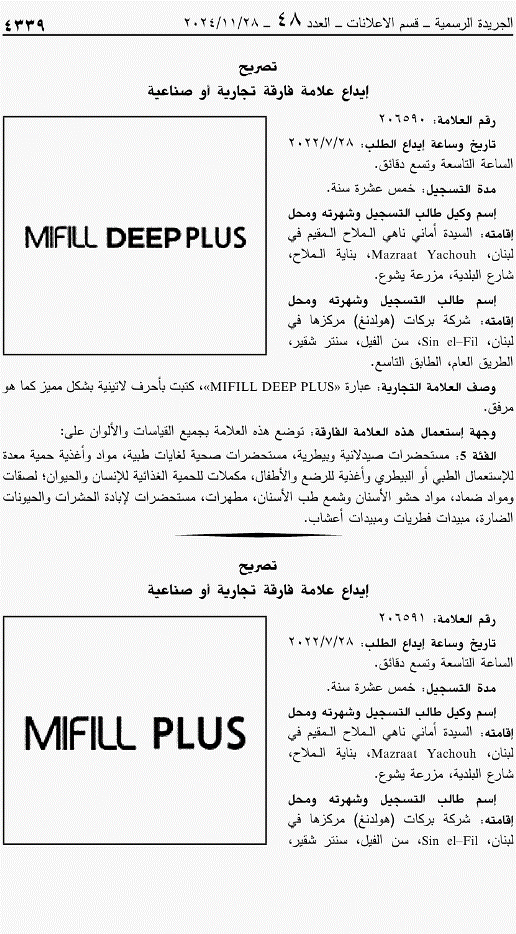 الجريدة الرسمية ــ قسم الاعلانات ــ العدد ٤٨ ــ ٢٠٢٤/١١/٢٨
٤٣٣٩
تصريح
إيداع علامة فارقة تجارية أو صناعية
رقم العلامة: ٢٠٦٥٩٠
تاريخ وساعة إيداع الطلب: ٢٠٢٢/٧/٢٨
الساعة التاسعة وتسع دقائق.
مدة التسجيل: خمس عشرة سنة.
إسم وكيل طالب التسجيل وشهرته ومحل
إقامته: السيدة أماني ناهي الملاح المقيم في
لبنان، Mazraat Yachouh، بناية الملاح،
شارع البلدية، مزرعة يشوع.
إسم طالب التسجيل وشهرته ومحل
إقامته: شركة بركات (هولدنغ) مركزها في
لبنان، Sin el–Fil، سن الفيل، سنتر شقير،
الطريق العام، الطابق التاسع.
MIFILL DEEP PLUS
وصف العلامة التجارية: عبارة «MIFILL DEEP PLUS»، كتبت بأحرف لاتينية بشكل مميز كما هو
مرفق.
وجهة إستعمال هذه العلامة الفارقة: توضع هذه العلامة بجميع القياسات والألوان على:
الفئة 5: مستحضرات صيدلانية وبيطرية، مستحضرات صحية لغايات طبية، مواد وأغذية حمية معدة
للإستعمال الطبي أو البيطري وأغذية للرضع والأطفال، مكملات للحمية الغذائية للإنسان والحيوان؛ لصقات
ومواد ضماد، مواد حشو الأسنان وشمع طب الأسنان، مطهرات، مستحضرات لإبادة الحشرات والحيوانات
الضارة، مبيدات فطريات ومبيدات أعشاب.
تصريح
إيداع علامة فارقة تجارية أو صناعية
رقم العلامة: ٢٠٦٥٩١
تاريخ وساعة إيداع الطلب: ٢٠٢٢/٧/٢٨
الساعة التاسعة وتسع دقائق.
مدة التسجيل: خمس عشرة سنة.
إسم وكيل طالب التسجيل وشهرته ومحل
إقامته: السيدة أماني ناهي الملاح المقيم في
لبنان، Mazraat Yachouh، بناية الملاح،
شارع البلدية، مزرعة يشوع.
إسم طالب التسجيل وشهرته ومحل
إقامته: شركة بركات (هولدنغ) مركزها في
لبنان، Sin el–Fil، سن الفيل، سنتر شقير،
MIFILL PLUS